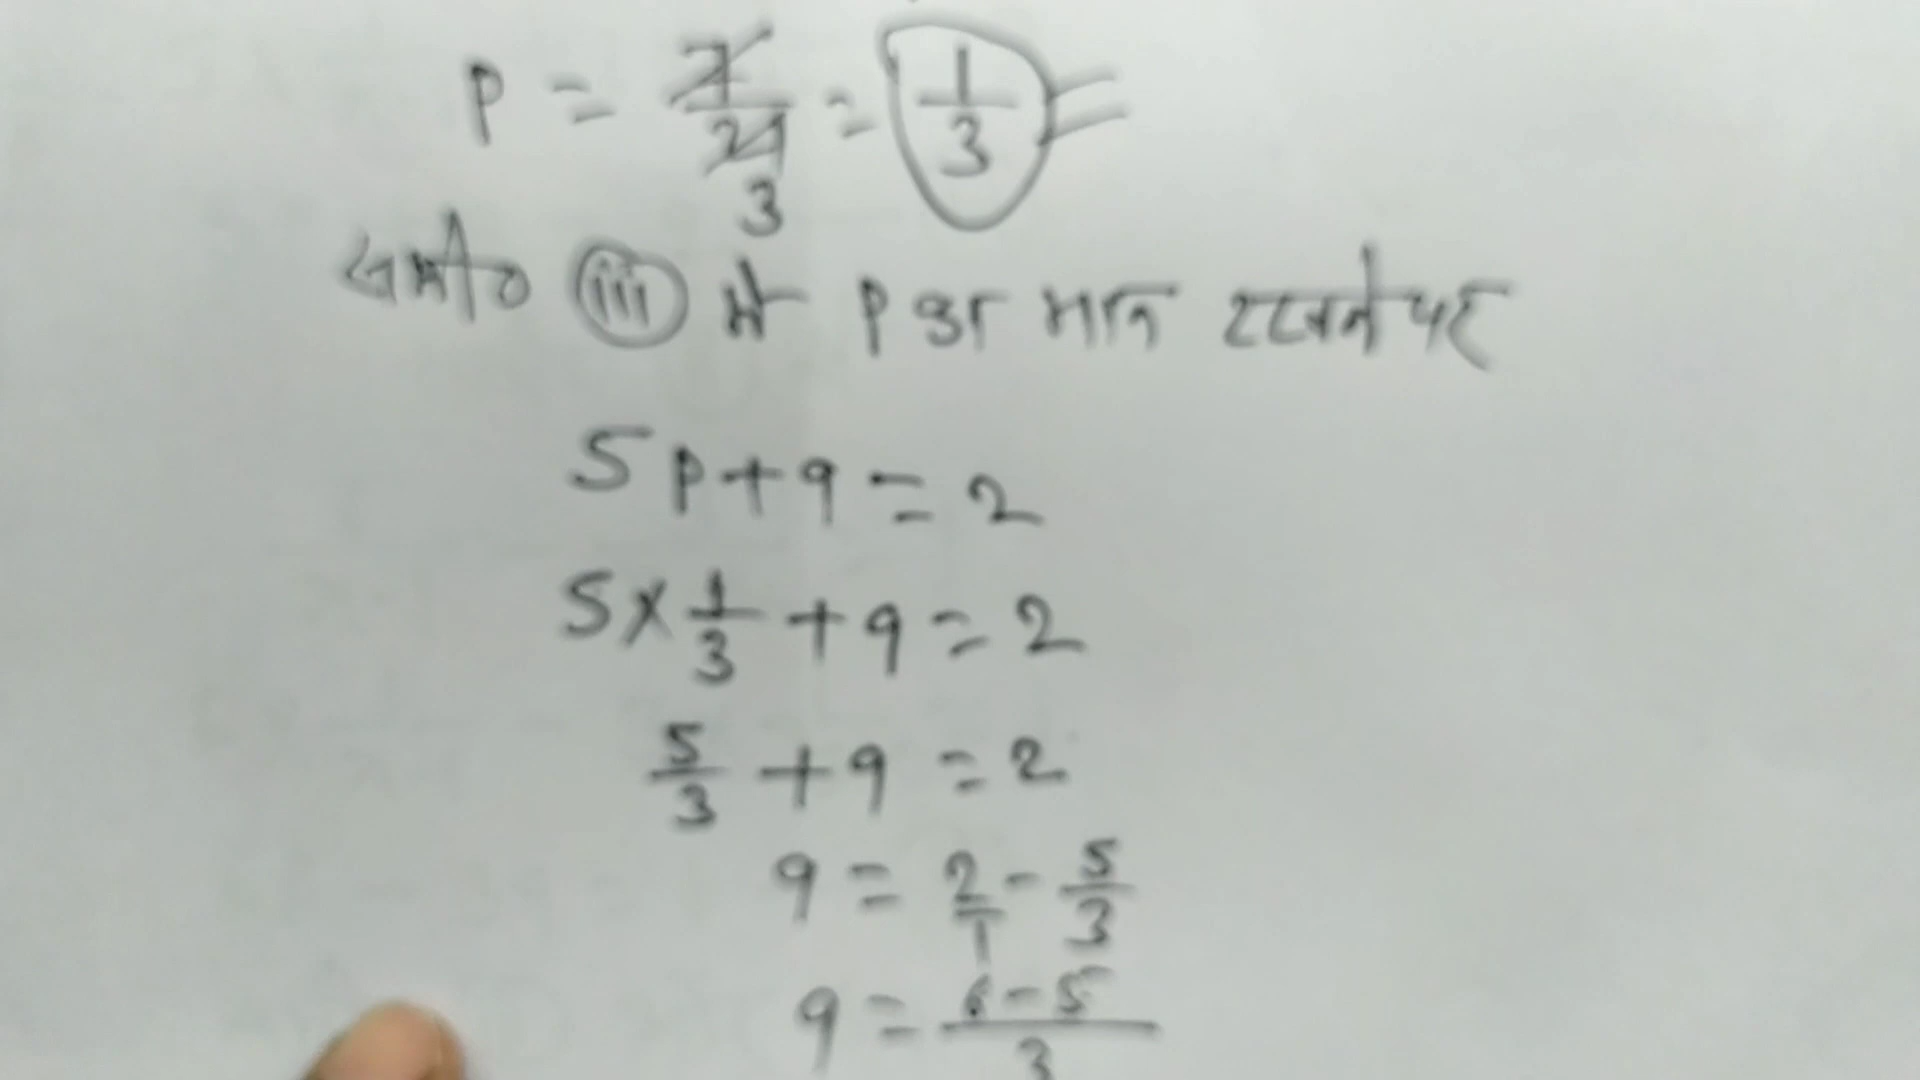 p = 7/21 3 = 1/3 =
समी० (iii) में p का मान रखने पर
5p+q = 2
5×1/3 + q = 2
5/3 + q = 2
q = 2/1 - 5/3
q = 6-5/3